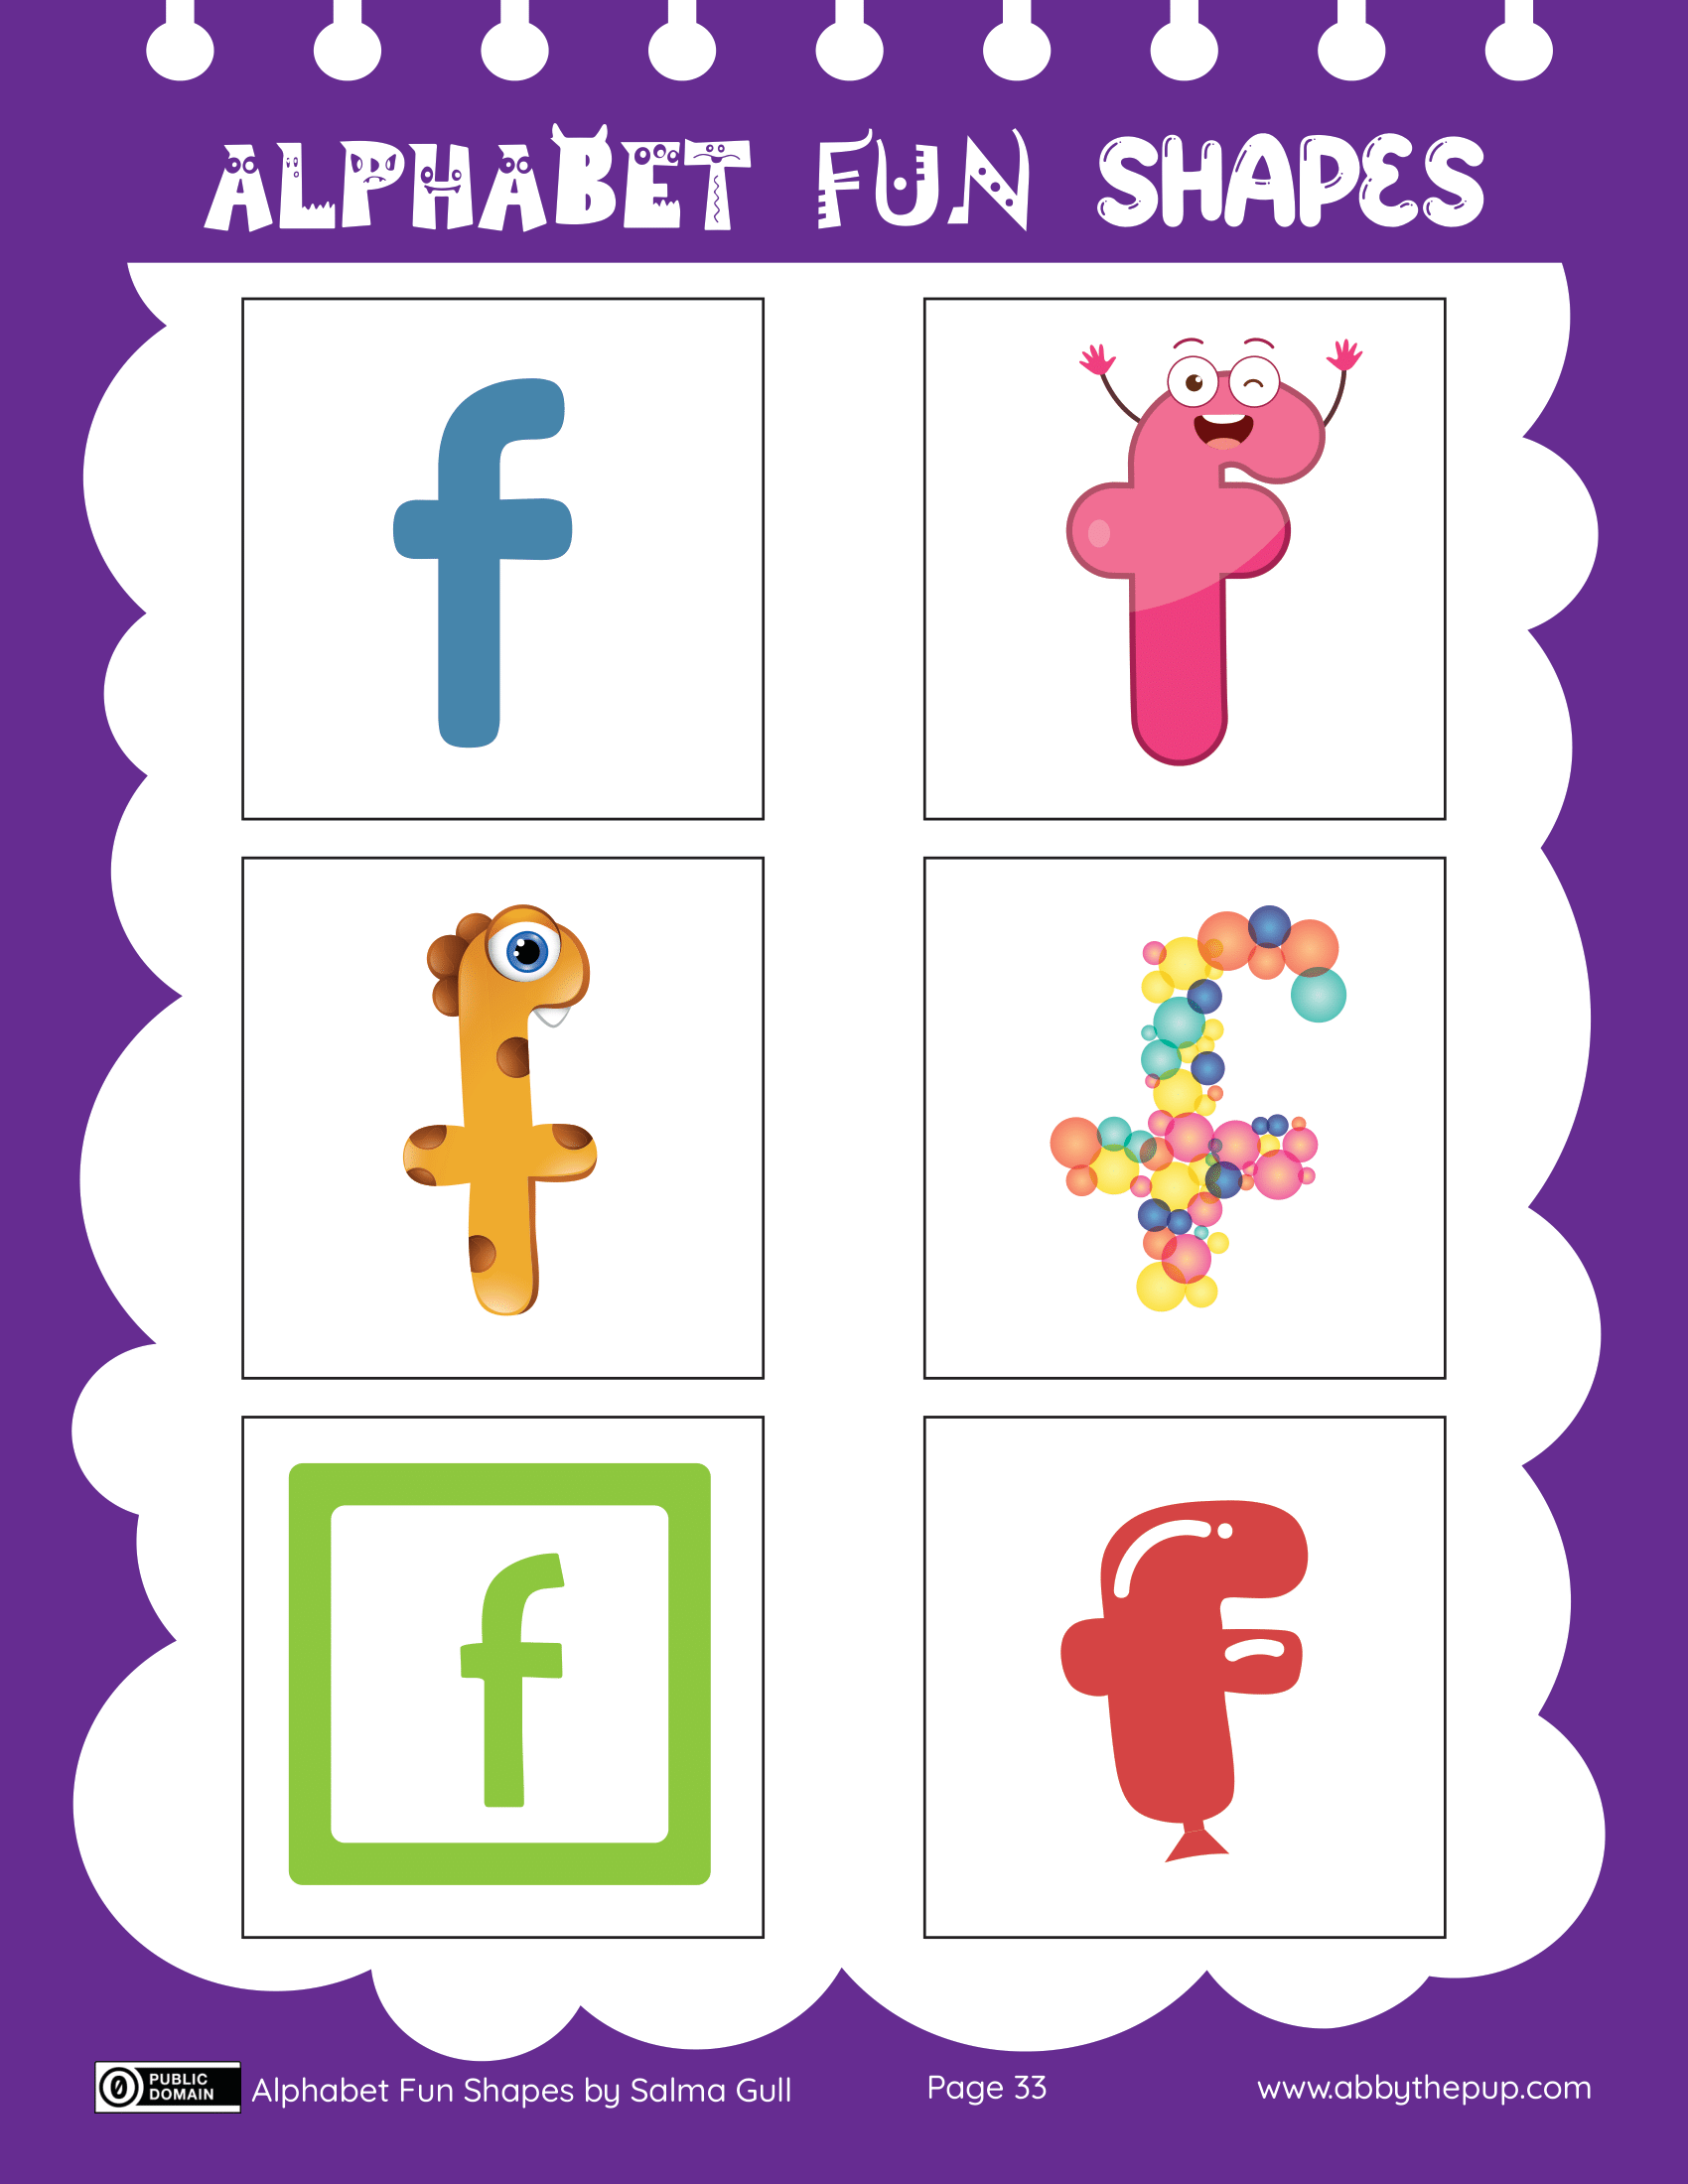 ALPHABET FUN SHAPES
f f
f f
f f
PUBLIC
DOMAIN
Alphabet Fun Shapes by Salma Gull Page 33 www.abbythepup.com